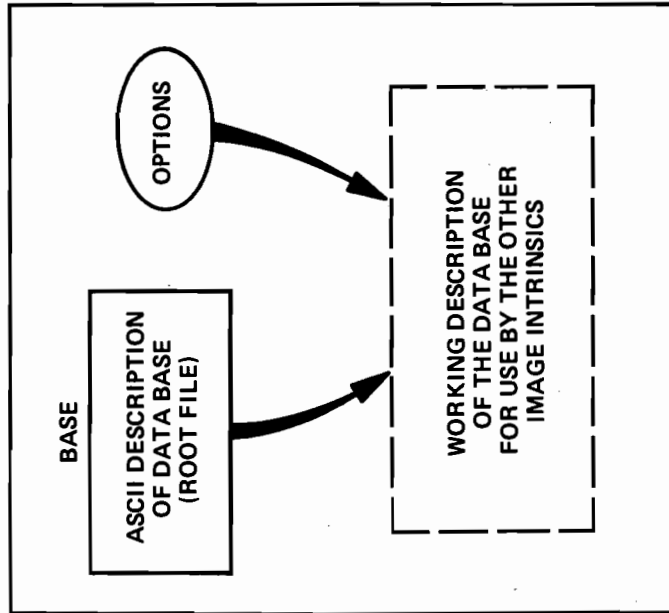 BASE
ASCII DESCRIPTION
OF DATA BASE
(ROOT FILE)
OPTIONS
WORKING DESCRIPTION
OF THE DATA BASE
FOR USE BY THE OTHER
IMAGE INTRINSICS